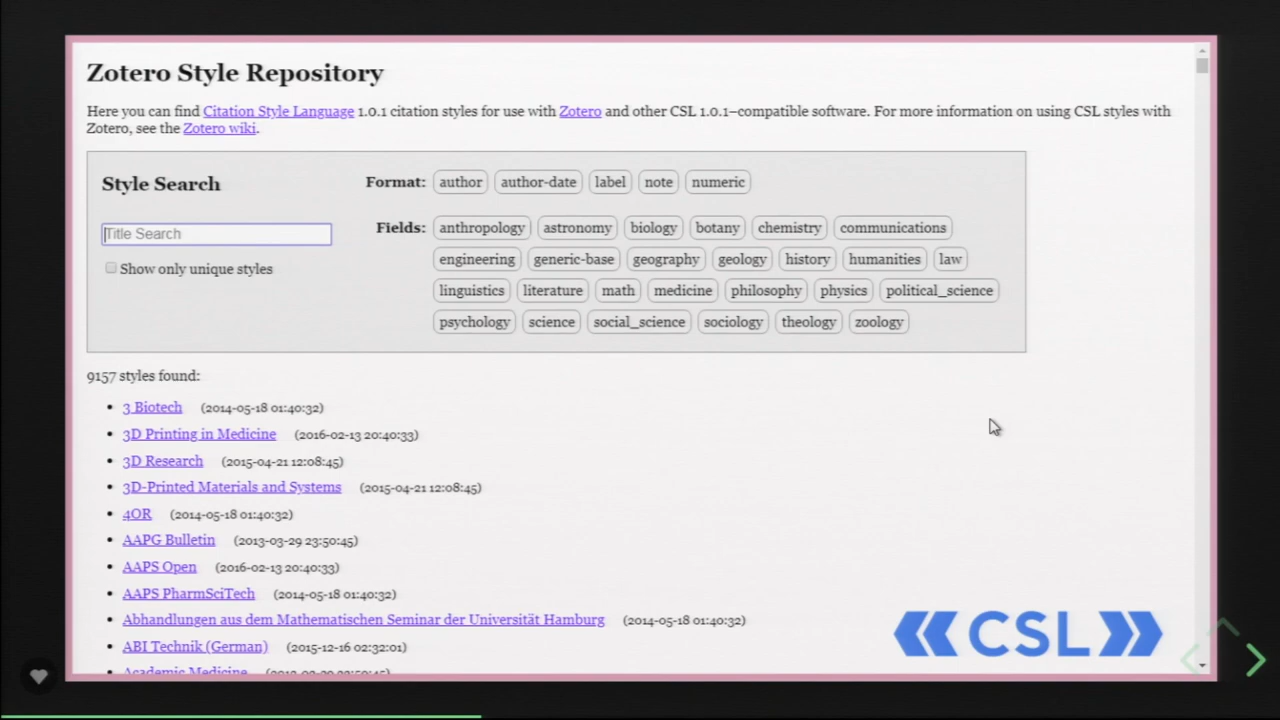 Zotero Style Repository
Here you can find Citation Style Language 1.0.1 citation styles for use with Zotero and other CSL 1.0.1–compatible software. For more information on using CSL styles with
Zotero, see the Zotero wiki.
Style Search
Title Search
Show only unique styles
Format: author author-date label note numeric
Fields: anthropology astronomy biology botany chemistry communications
engineering generic-base geography geology history humanities law
linguistics literature math medicine philosophy physics political_science
psychology science social_science sociology theology zoology
9157 styles found:
3 Biotech (2014-05-18 01:40:32)
3D Printing in Medicine (2016-02-13 20:40:33)
3D Research (2015-04-21 12:08:45)
3D-Printed Materials and Systems (2015-04-21 12:08:45)
4OR (2014-05-18 01:40:32)
AAPG Bulletin (2013-03-29 23:50:45)
AAPS Open (2016-02-13 20:40:33)
AAPS PharmSciTech (2014-05-18 01:40:32)
Abhandlungen aus dem Mathematischen Seminar der Universität Hamburg (2014-05-18 01:40:32)
ABI Technik (German) (2015-12-16 02:32:01)
Academic Medicine
CSL